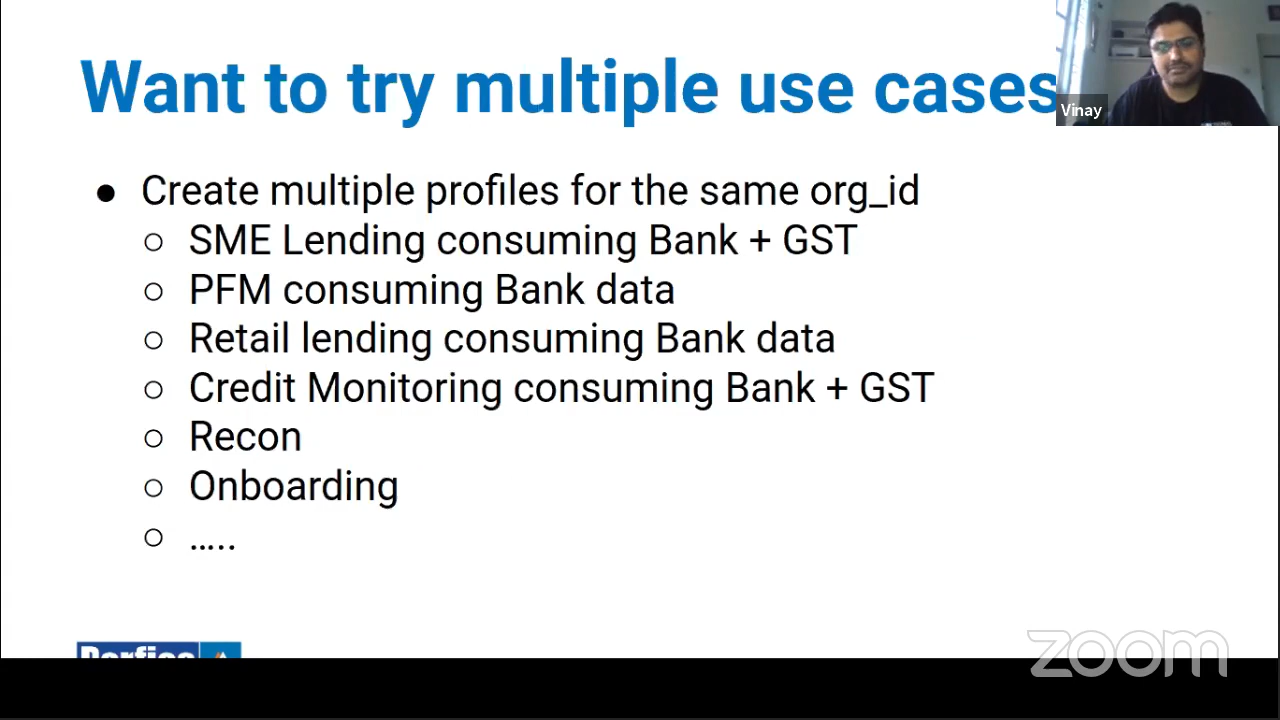 Want to try multiple use cases
Vinay
● Create multiple profiles for the same org_id
○ SME Lending consuming Bank + GST
○ PFM consuming Bank data
○ Retail lending consuming Bank data
○ Credit Monitoring consuming Bank + GST
○ Recon
○ Onboarding
○ …..
Perfios
zoom